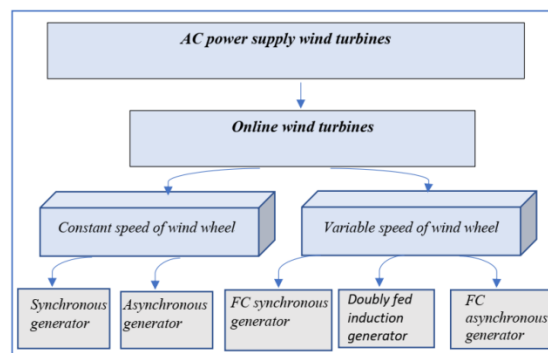 AC power supply wind turbines
Online wind turbines
Constant speed of wind wheel
Variable speed of wind wheel
Synchronous
generator
Asynchronous
generator
FC synchronous
generator
Doubly fed
induction
generator
FC
asynchronous
generator